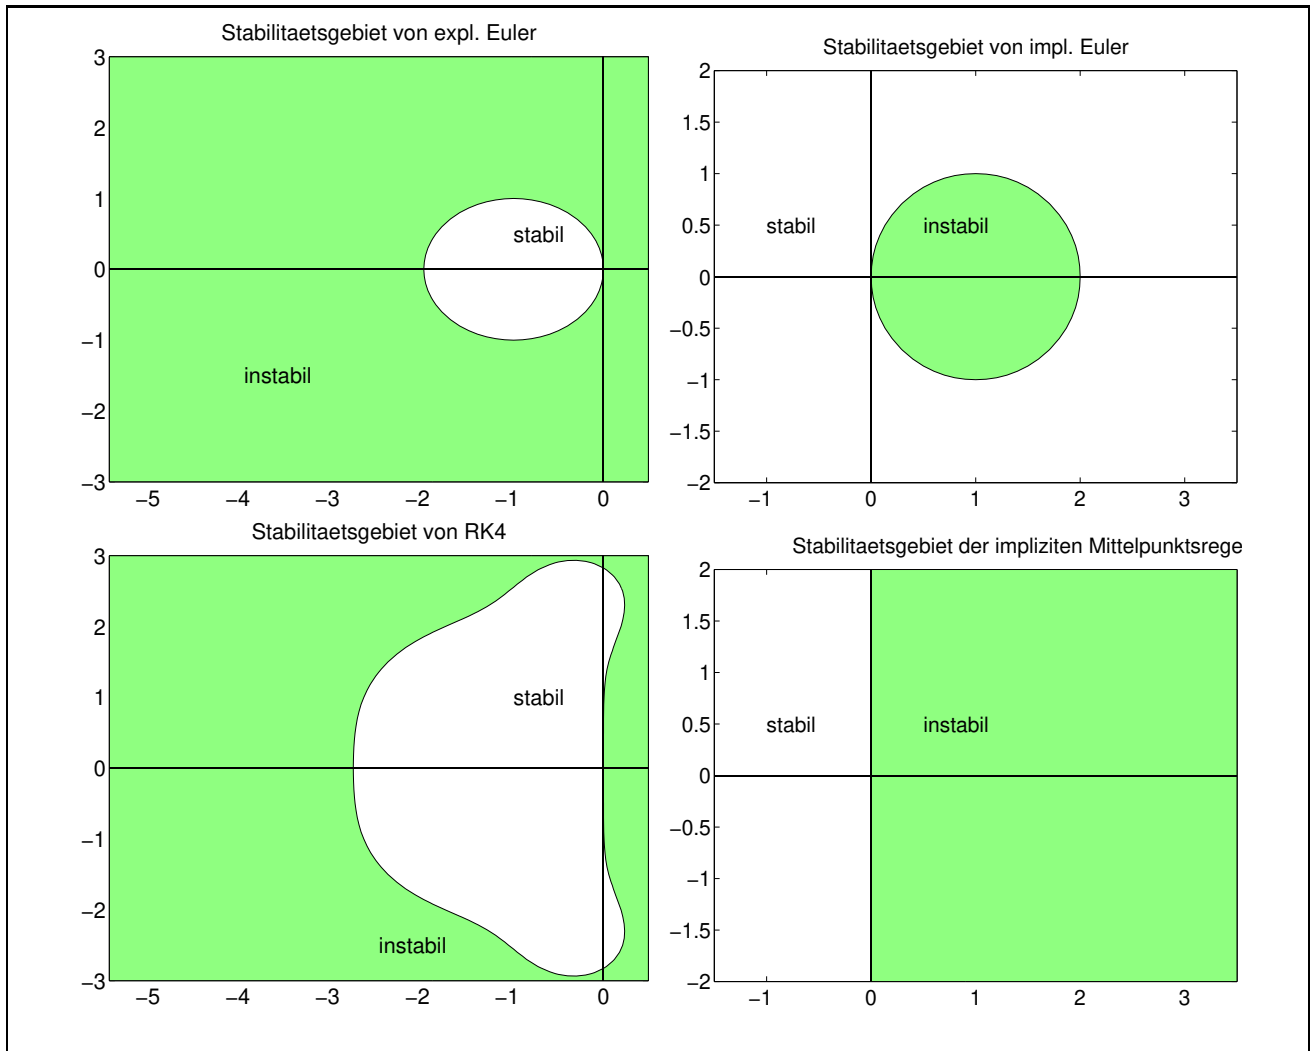 Stabilitaetsgebiet von expl. Euler
3
2
1
0
−1
−2
−3
stabil
instabil
−5 −4 −3 −2 −1 0
Stabilitaetsgebiet von impl. Euler
2
1.5
1
0.5
0
−0.5
−1
−1.5
−2
stabil instabil
−1 0 1 2 3
Stabilitaetsgebiet von RK4
3
2
1
0
−1
−2
−3
stabil
instabil
−5 −4 −3 −2 −1 0
Stabilitaetsgebiet der impliziten Mittelpunktsrege
2
1.5
1
0.5
0
−0.5
−1
−1.5
−2
stabil instabil
−1 0 1 2 3